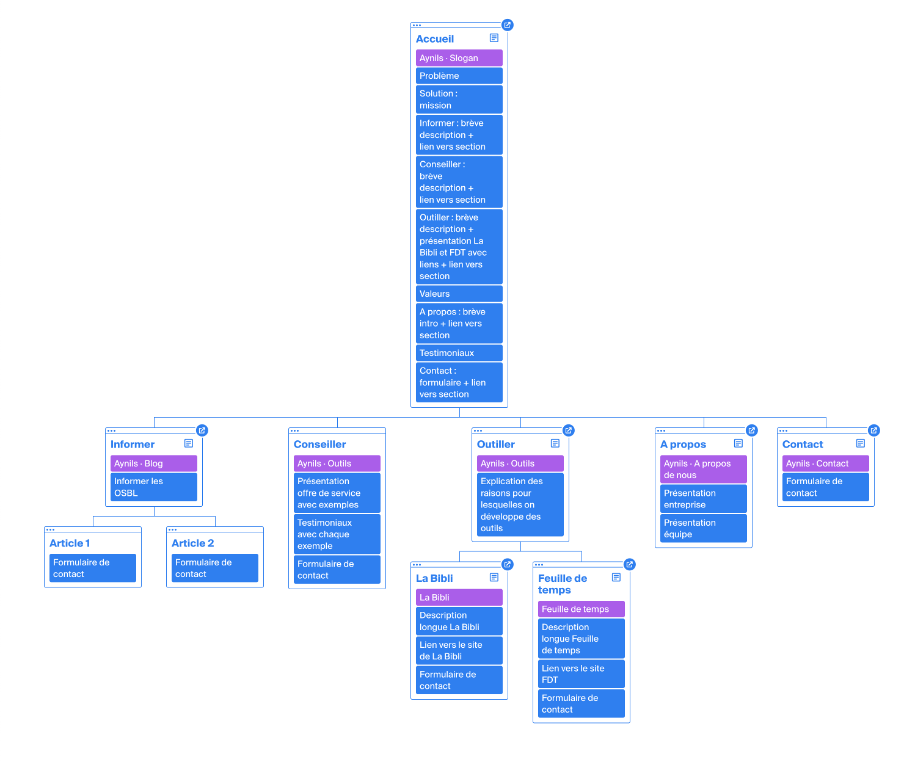 Accueil
Aynils · Slogan
Problème
Solution :
mission
Informer : brève
description +
lien vers section
Conseiller :
brève
description +
lien vers section
Outiller : brève
description +
présentation La
Bibli et FDT avec
liens + lien vers
section
Valeurs
A propos : brève
intro + lien vers
section
Testimoniaux
Contact :
formulaire + lien
vers section
Informer
Aynils · Blog
Informer les
OSBL
Conseiller
Aynils · Outils
Présentation
offre de service
avec exemples
Testimoniaux
avec chaque
exemple
Formulaire de
contact
Outiller
Aynils · Outils
Explication des
raisons pour
lesquelles on
développe des
outils
A propos
Aynils · A propos
de nous
Présentation
entreprise
Présentation
équipe
Contact
Aynils · Contact
Formulaire de
contact
Article 1
Formulaire de
contact
Article 2
Formulaire de
contact
La Bibli
La Bibli
Description
longue La Bibli
Lien vers le site
de La Bibli
Formulaire de
contact
Feuille de
temps
Feuille de temps
Description
longue Feuille
de temps
Lien vers le site
FDT
Formulaire de
contact